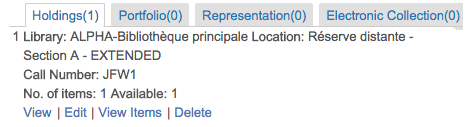 Holdings(1) Portfolio(0) Representation(0) Electronic Collection(0)
1 Library: ALPHA-Bibliothèque principale Location: Réserve distante -
Section A - EXTENDED
Call Number: JFW1
No. of items: 1 Available: 1
View | Edit | View Items | Delete